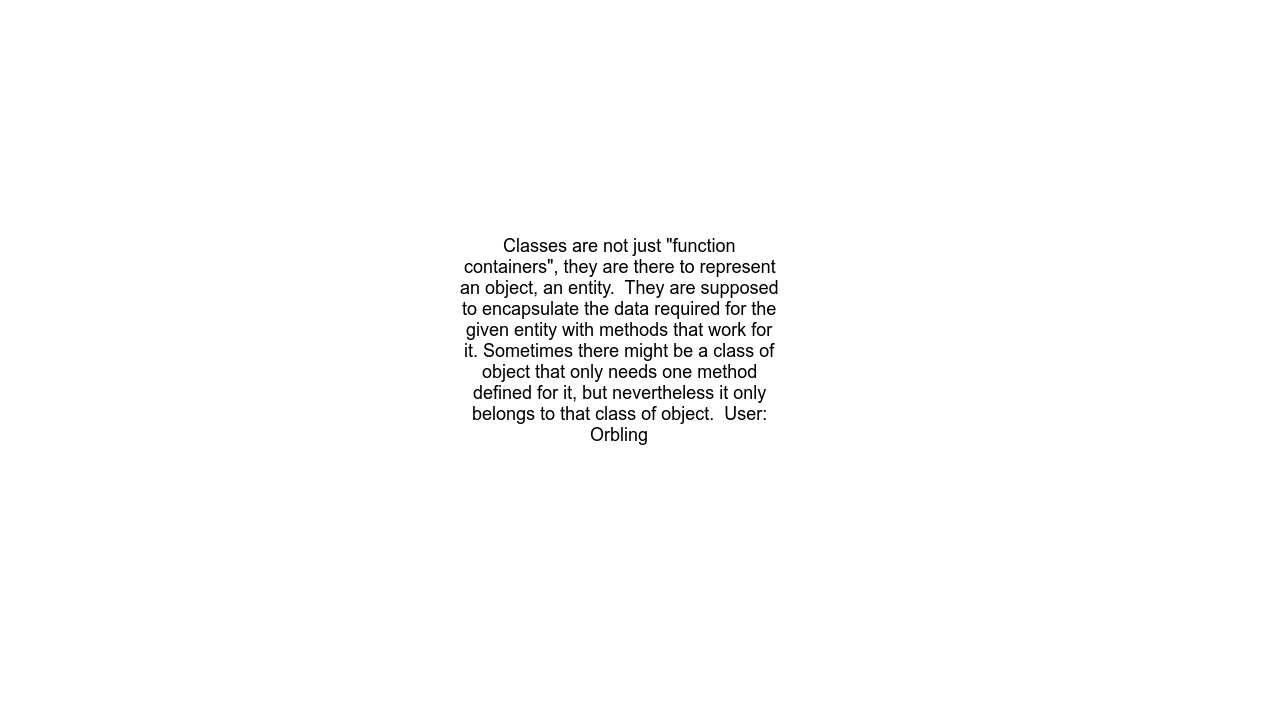 Classes are not just "function
containers", they are there to represent
an object, an entity.  They are supposed
to encapsulate the data required for the
given entity with methods that work for
it. Sometimes there might be a class of
object that only needs one method
defined for it, but nevertheless it only
belongs to that class of object.  User:
Orbling